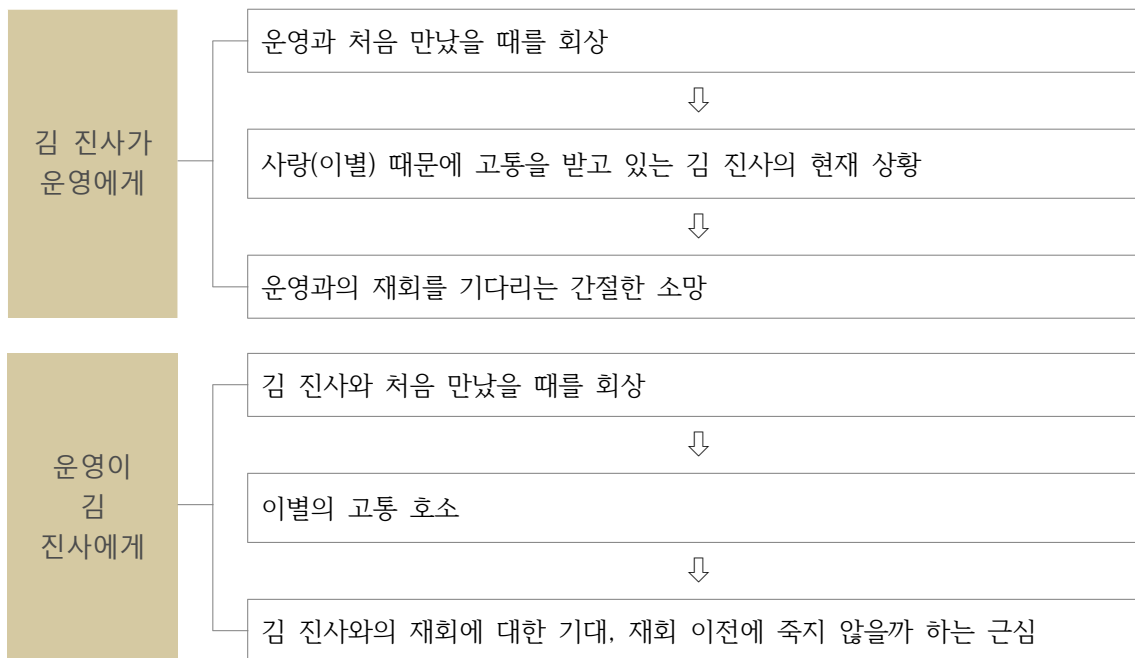 김 진사가
운영에게
운영과 처음 만났을 때를 회상
⇩
사랑(이별) 때문에 고통을 받고 있는 김 진사의 현재 상황
⇩
운영과의 재회를 기다리는 간절한 소망
운영이
김
진사에게
김 진사와 처음 만났을 때를 회상
⇩
이별의 고통 호소
⇩
김 진사와의 재회에 대한 기대, 재회 이전에 죽지 않을까 하는 근심